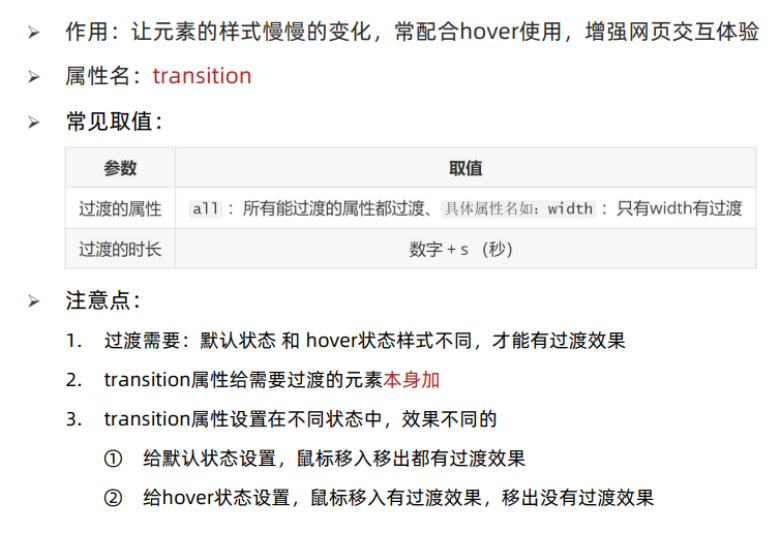 作用：让元素的样式慢慢的变化，常配合hover使用，增强网页交互体验
属性名：transition
常见取值：
参数 取值
过渡的属性 all ：所有能过渡的属性都过渡、具体属性名如：width ：只有width有过渡
过渡的时长 数字 + s （秒）
注意点：
1. 过渡需要：默认状态 和 hover状态样式不同，才能有过渡效果
2. transition属性给需要过渡的元素本身加
3. transition属性设置在不同状态中，效果不同的
① 给默认状态设置，鼠标移入移出都有过渡效果
② 给hover状态设置，鼠标移入有过渡效果，移出没有过渡效果